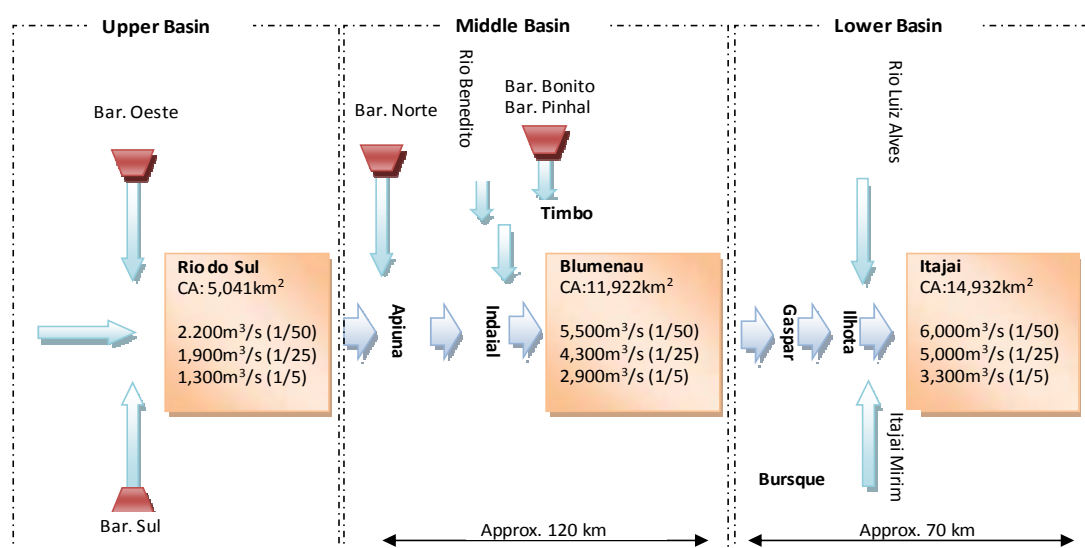 Upper Basin
Middle Basin
Lower Basin
Bar. Oeste
Bar. Norte
Rio Benedito
Bar. Bonito
Bar. Pinhal
Rio Luiz Alves
Timbo
Rio do Sul
CA: 5,041km²
2.200m³/s (1/50)
1,900m³/s (1/25)
1,300m³/s (1/5)
Apiuna
Indaial
Blumenau
CA:11,922km²
5,500m³/s (1/50)
4,300m³/s (1/25)
2,900m³/s (1/5)
Gaspar
Ilhota
Itajai
CA:14,932km²
6,000m³/s (1/50)
5,000m³/s (1/25)
3,300m³/s (1/5)
Bar. Sul
Bursque
Itajai Mirim
Approx. 120 km
Approx. 70 km